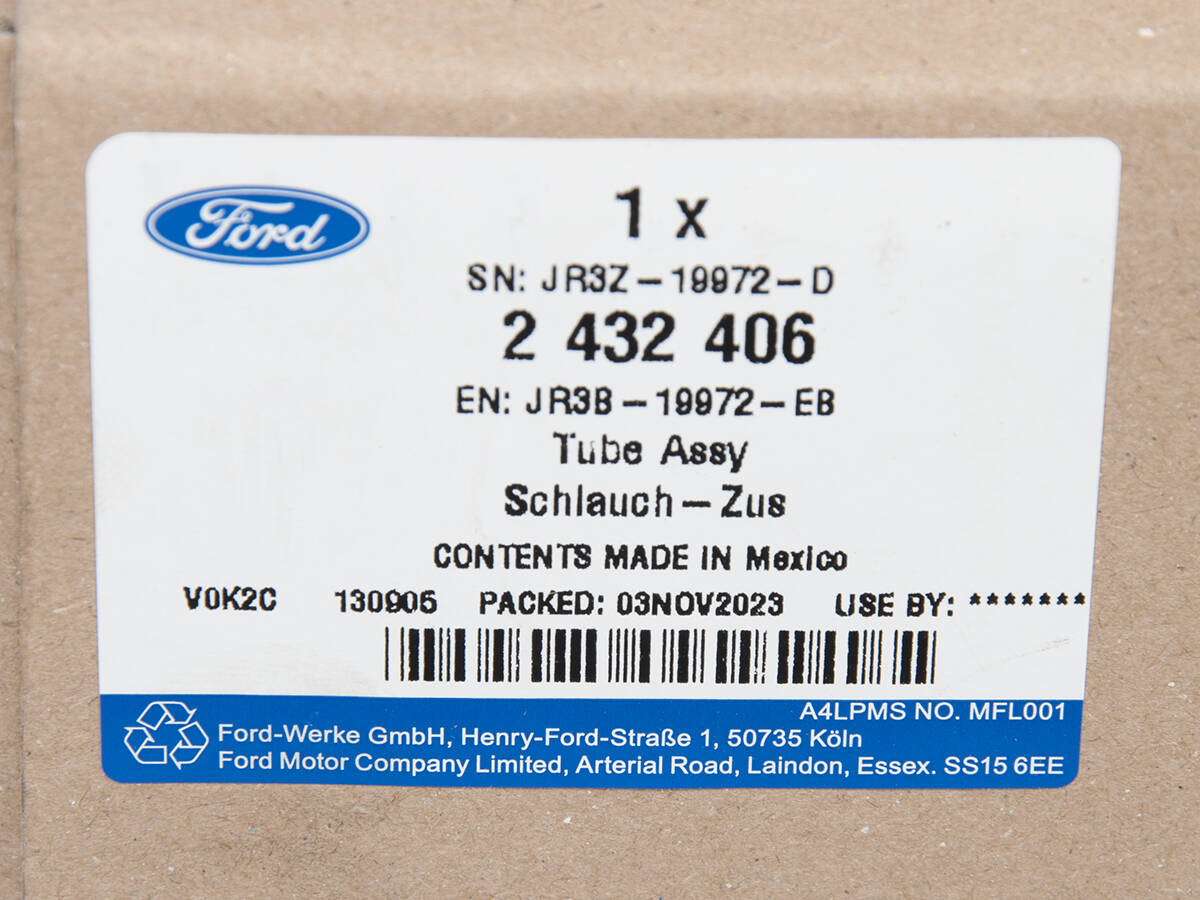 Ford
1 x
SN: JR3Z-19972-D
2 432 406
EN: JR3B-19972-EB
Tube Assy
Schlauch-Zus
CONTENTS MADE IN Mexico
V0K2C 130905 PACKED: 03NOV2023 USE BY: *******
A4LPMS NO. MFL001
Ford-Werke GmbH, Henry-Ford-Straße 1, 50735 Köln
Ford Motor Company Limited, Arterial Road, Laindon, Essex. SS15 6EE